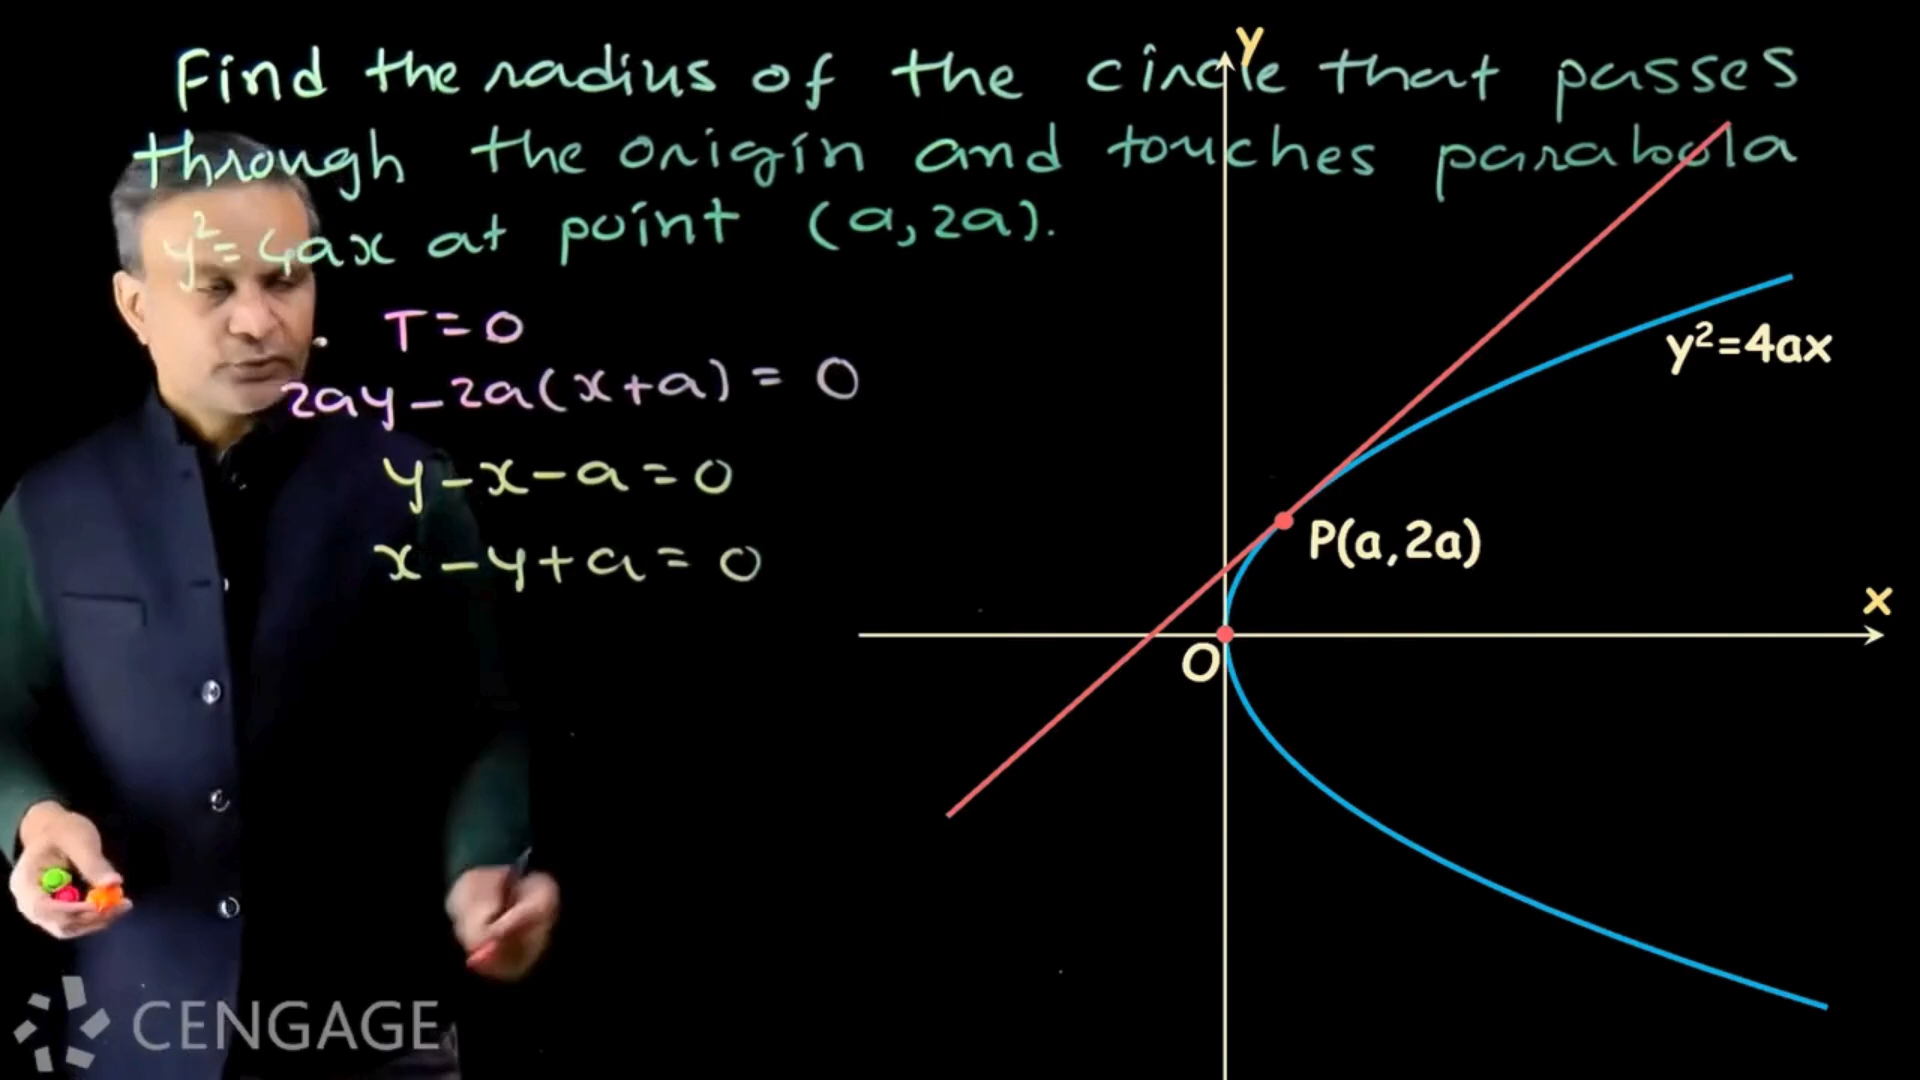 Find the radius of the circle that passes
through the origin and touches parabola
y²=4ax at point (a,2a).
T=0
2ay-2a(x+a)=0
y-x-a=0
x-y+a=0
y
y²=4ax
P(a,2a)
x
O
CENGAGE